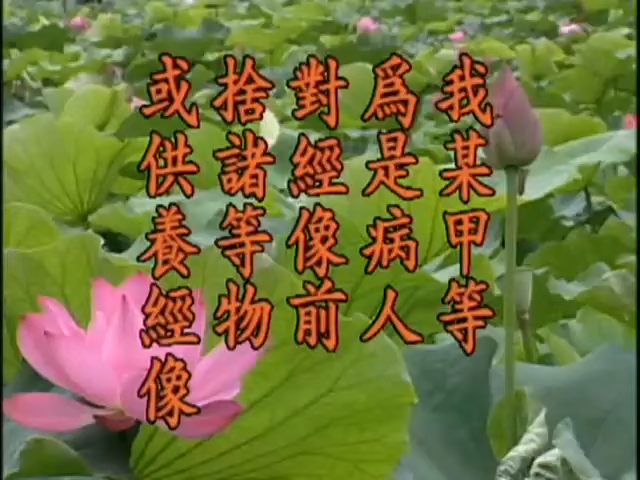 我某甲等
爲是病人
對經像前
捨諸等物
或供養經像